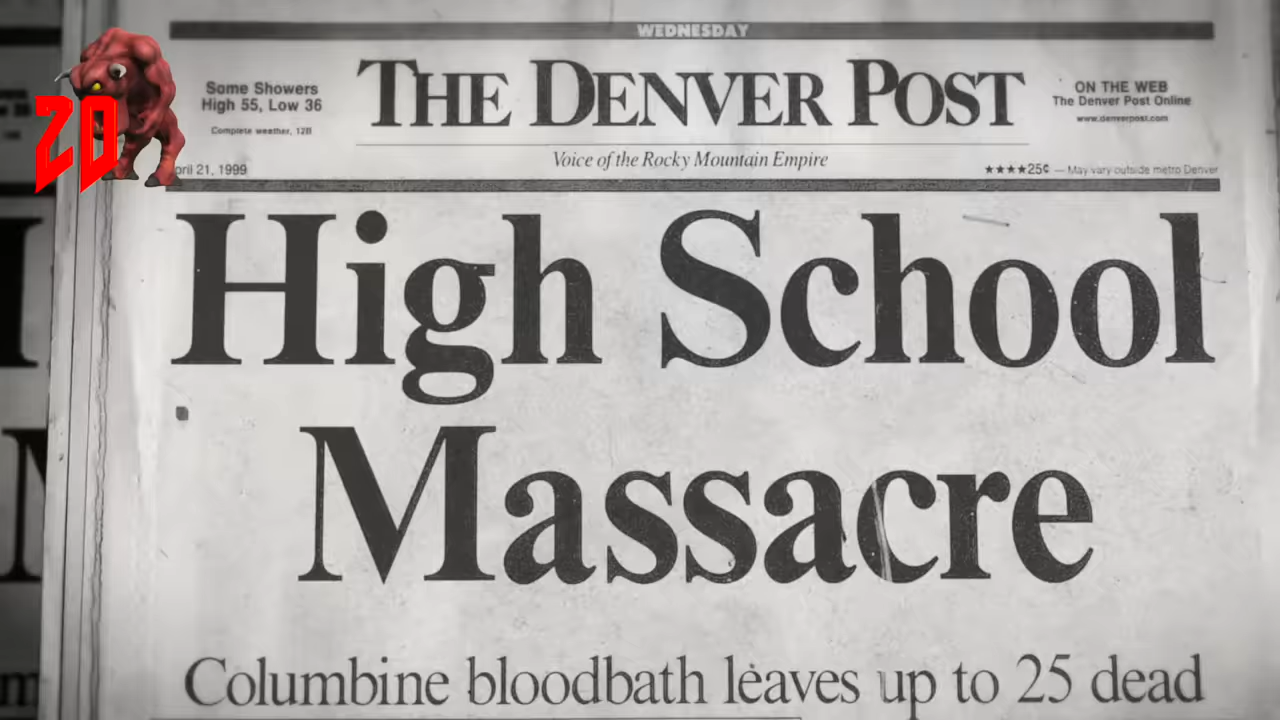 WEDNESDAY
20
Some Showers
High 55, Low 36
Complete weather, 12B
THE DENVER POST
Voice of the Rocky Mountain Empire
ON THE WEB
The Denver Post Online
www.denverpost.com
pril 21, 1999
★★★★25¢ — May vary outside metro Denver
High School
Massacre
Columbine bloodbath leaves up to 25 dead